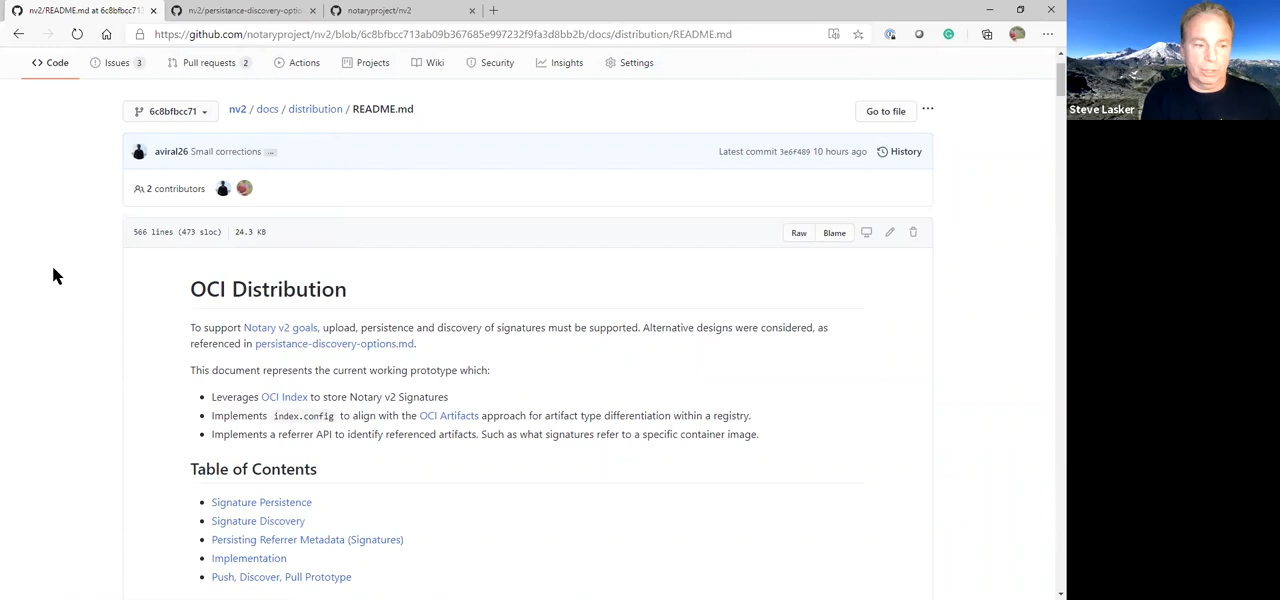 nv2/README.md at 6c8bfbcc713
nv2/persistance-discovery-optio
notaryproject/nv2
https://github.com/notaryproject/nv2/blob/6c8bfbcc713ab09b367685e997232f9fa3d8bb2b/docs/distribution/README.md
Code
Issues 3
Pull requests 2
Actions
Projects
Wiki
Security
Insights
Settings
6c8bfbcc71
nv2 / docs / distribution / README.md
Go to file
aviral26 Small corrections
Latest commit 3e6f489 10 hours ago
History
2 contributors
566 lines (473 sloc) 24.3 KB
Raw
Blame
OCI Distribution
To support Notary v2 goals, upload, persistence and discovery of signatures must be supported. Alternative designs were considered, as
referenced in persistance-discovery-options.md.
This document represents the current working prototype which:
Leverages OCI Index to store Notary v2 Signatures
Implements index.config to align with the OCI Artifacts approach for artifact type differentiation within a registry.
Implements a referrer API to identify referenced artifacts. Such as what signatures refer to a specific container image.
Table of Contents
Signature Persistence
Signature Discovery
Persisting Referrer Metadata (Signatures)
Implementation
Push, Discover, Pull Prototype
Steve Lasker